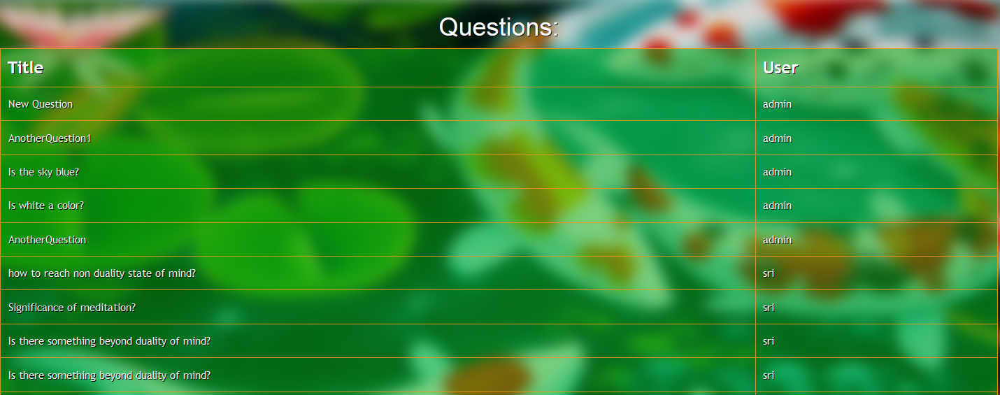 Questions:
Title User
New Question admin
AnotherQuestion1 admin
Is the sky blue? admin
Is white a color? admin
AnotherQuestion admin
how to reach non duality state of mind? sri
Significance of meditation? sri
Is there something beyond duality of mind? sri
Is there something beyond duality of mind? sri